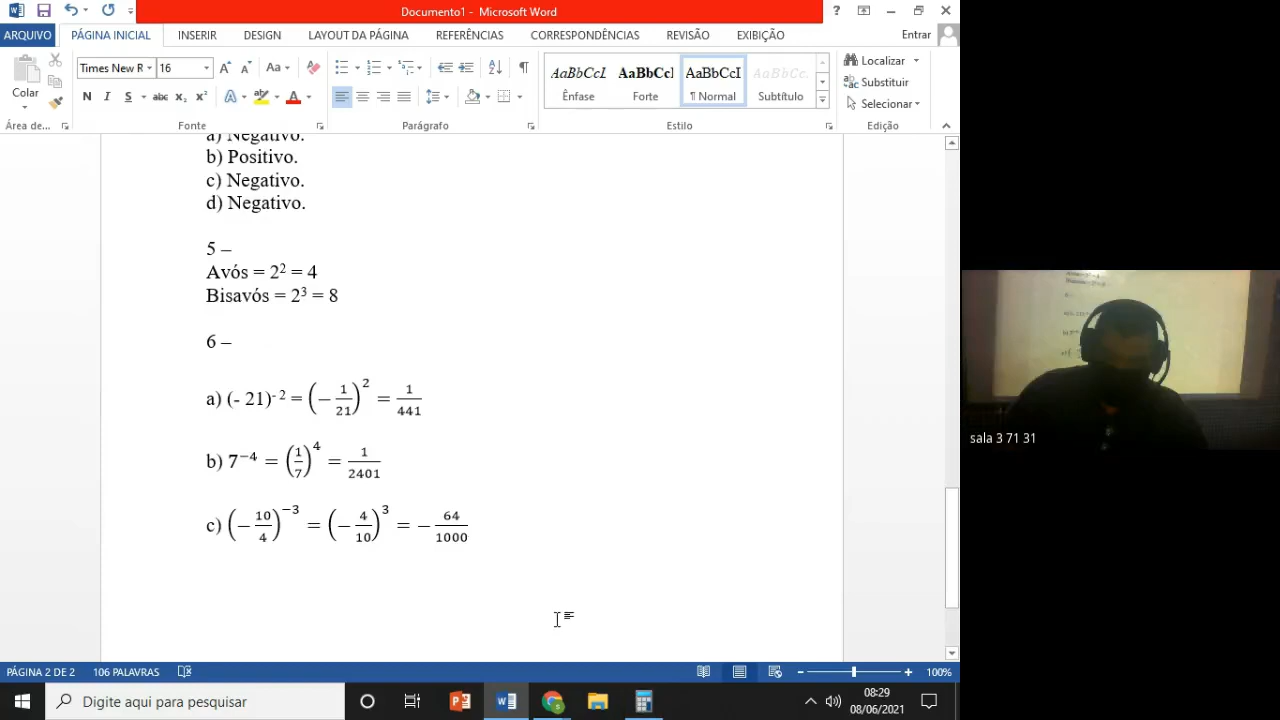 Documento1 - Microsoft Word
Entrar
ARQUIVO PÁGINA INICIAL INSERIR DESIGN LAYOUT DA PÁGINA REFERÊNCIAS CORRESPONDÊNCIAS REVISÃO EXIBIÇÃO
Colar
Área de...
Times New R 16
Fonte
Parágrafo
AaBbCcL AaBbCcI AaBbCcI AaBbCc.
Ênfase Forte ¶ Normal Subtítulo
Estilo
Localizar
Substituir
Selecionar
Edição
a) Negativo.
b) Positivo.
c) Negativo.
d) Negativo.
5 –
Avós = 2² = 4
Bisavós = 2³ = 8
6 –
a) (- 21)⁻² = (−1/21)² = 1/441
b) 7⁻⁴ = (1/7)⁴ = 1/2401
c) (−10/4)⁻³ = (−4/10)³ = −64/1000
sala 3 71 31
PÁGINA 2 DE 2 106 PALAVRAS 100%
Digite aqui para pesquisar
08:29
08/06/2021